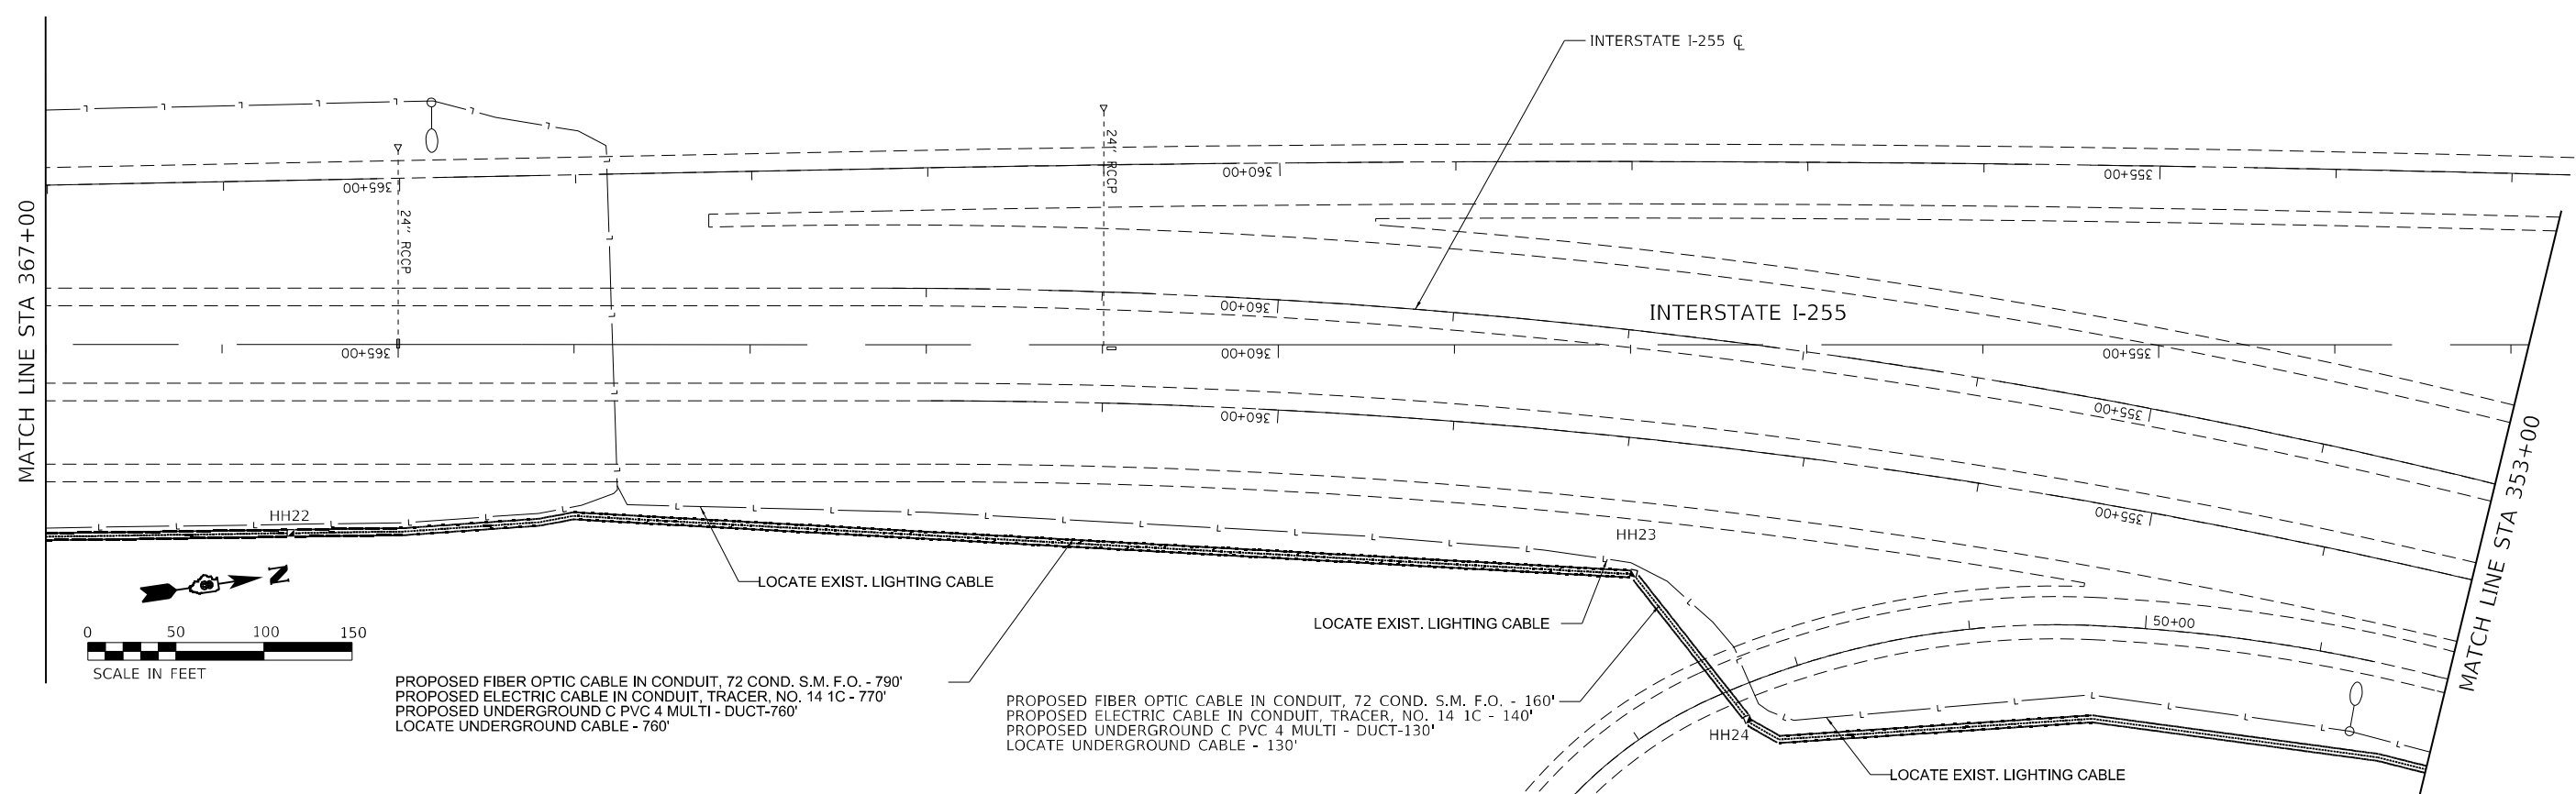 INTERSTATE I-255 ℄
24" RCCP
365+00
360+00
355+00
24" RCCP
MATCH LINE STA 367+00
360+00
INTERSTATE I-255
365+00
360+00
355+00
355+00
360+00
355+00
MATCH LINE STA 353+00
HH22
HH23
N
LOCATE EXIST. LIGHTING CABLE
LOCATE EXIST. LIGHTING CABLE
50+00
0 50 100 150
SCALE IN FEET
PROPOSED FIBER OPTIC CABLE IN CONDUIT, 72 COND. S.M. F.O. - 790'
PROPOSED ELECTRIC CABLE IN CONDUIT, TRACER, NO. 14 1C - 770'
PROPOSED UNDERGROUND C PVC 4 MULTI - DUCT-760'
LOCATE UNDERGROUND CABLE - 760'
PROPOSED FIBER OPTIC CABLE IN CONDUIT, 72 COND. S.M. F.O. - 160'
PROPOSED ELECTRIC CABLE IN CONDUIT, TRACER, NO. 14 1C - 140'
PROPOSED UNDERGROUND C PVC 4 MULTI - DUCT-130'
LOCATE UNDERGROUND CABLE - 130'
HH24
LOCATE EXIST. LIGHTING CABLE